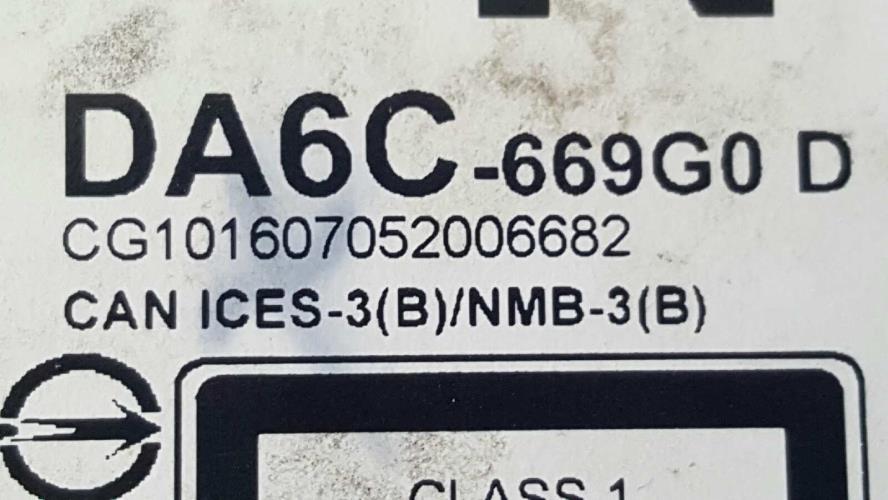 DA6C-669G0 D
CG101607052006682
CAN ICES-3(B)/NMB-3(B)
CLASS 1